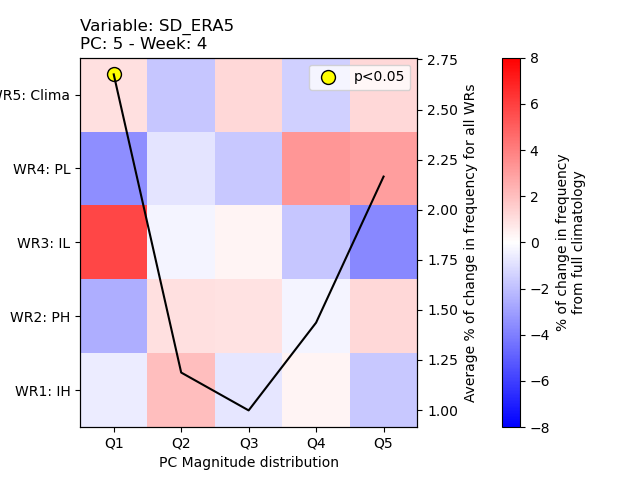 Variable: SD_ERA5
PC: 5 - Week: 4
p<0.05
WR5: Clima
WR4: PL
WR3: IL
WR2: PH
WR1: IH
Q1 Q2 Q3 Q4 Q5
PC Magnitude distribution
2.75
2.50
2.25
2.00
1.75
1.50
1.25
1.00
Average % of change in frequency for all WRs
8
6
4
2
0
−2
−4
−6
−8
% of change in frequency
from full climatology